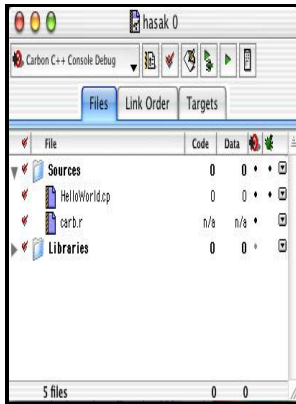 hasak 0
Carbon C++ Console Debug
Files Link Order Targets
File Code Data
Sources 0 0
HelloWorld.cp 0 0
carb.r n/a n/a
Libraries 0 0
5 files 0 0